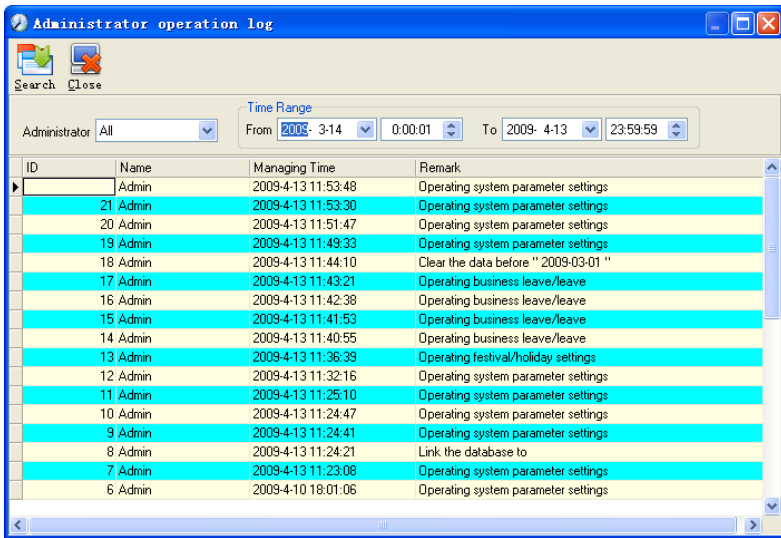 Administrator operation log
Search Close
Time Range
Administrator All From 2009- 3-14 0:00:01 To 2009- 4-13 23:59:59
ID Name Managing Time Remark
Admin 2009-4-13 11:53:48 Operating system parameter settings
21 Admin 2009-4-13 11:53:30 Operating system parameter settings
20 Admin 2009-4-13 11:51:47 Operating system parameter settings
19 Admin 2009-4-13 11:49:33 Operating system parameter settings
18 Admin 2009-4-13 11:44:10 Clear the data before " 2009-03-01 "
17 Admin 2009-4-13 11:43:21 Operating business leave/leave
16 Admin 2009-4-13 11:42:38 Operating business leave/leave
15 Admin 2009-4-13 11:41:53 Operating business leave/leave
14 Admin 2009-4-13 11:40:55 Operating business leave/leave
13 Admin 2009-4-13 11:36:39 Operating festival/holiday settings
12 Admin 2009-4-13 11:32:16 Operating system parameter settings
11 Admin 2009-4-13 11:25:10 Operating system parameter settings
10 Admin 2009-4-13 11:24:47 Operating system parameter settings
9 Admin 2009-4-13 11:24:41 Operating system parameter settings
8 Admin 2009-4-13 11:24:21 Link the database to
7 Admin 2009-4-13 11:23:08 Operating system parameter settings
6 Admin 2009-4-10 18:01:06 Operating system parameter settings